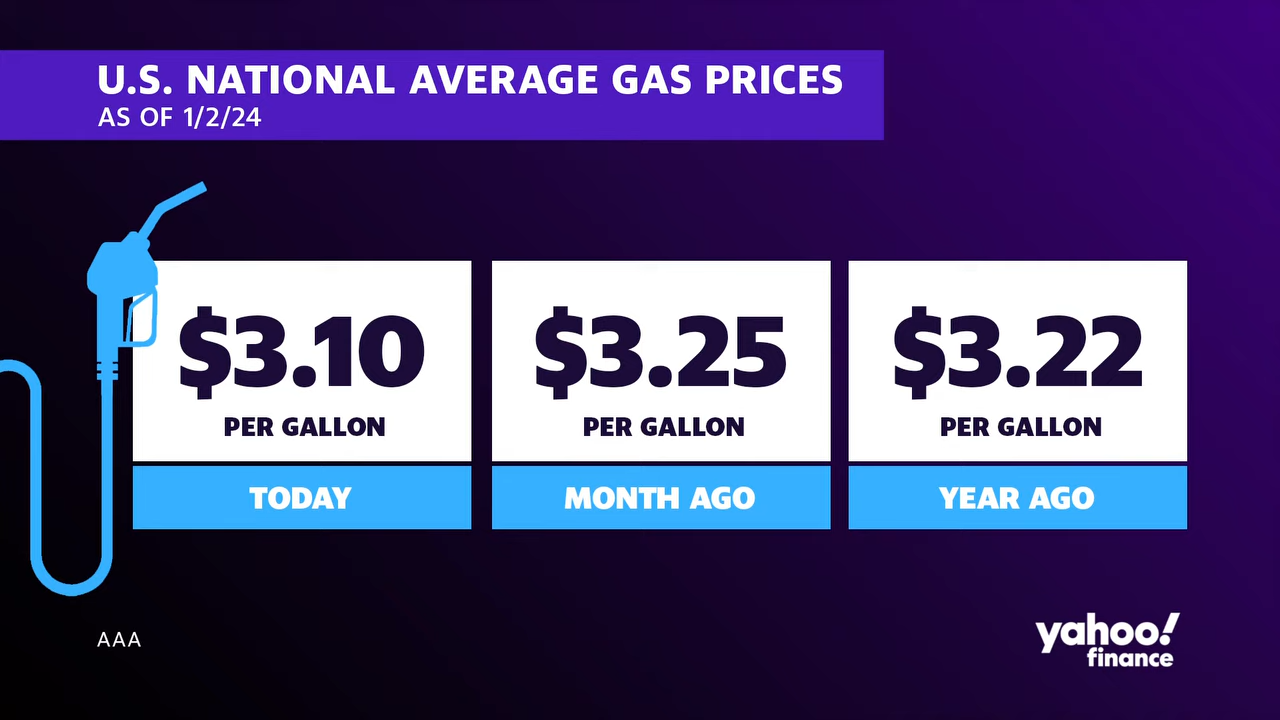 U.S. NATIONAL AVERAGE GAS PRICES
AS OF 1/2/24
$3.10
PER GALLON
TODAY
$3.25
PER GALLON
MONTH AGO
$3.22
PER GALLON
YEAR AGO
AAA
yahoo!
finance